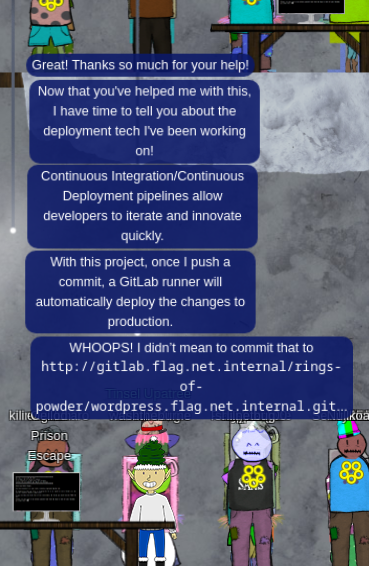 Great! Thanks so much for your help!
Now that you've helped me with this,
I have time to tell you about the
deployment tech I've been working
on!
Continuous Integration/Continuous
Deployment pipelines allow
developers to iterate and innovate
quickly.
With this project, once I push a
commit, a GitLab runner will
automatically deploy the changes to
production.
WHOOPS! I didn't mean to commit that to
http://gitlab.flag.net.internal/rings-
of-
powder/wordpress.flag.net.internal.git...
Prison
Escape